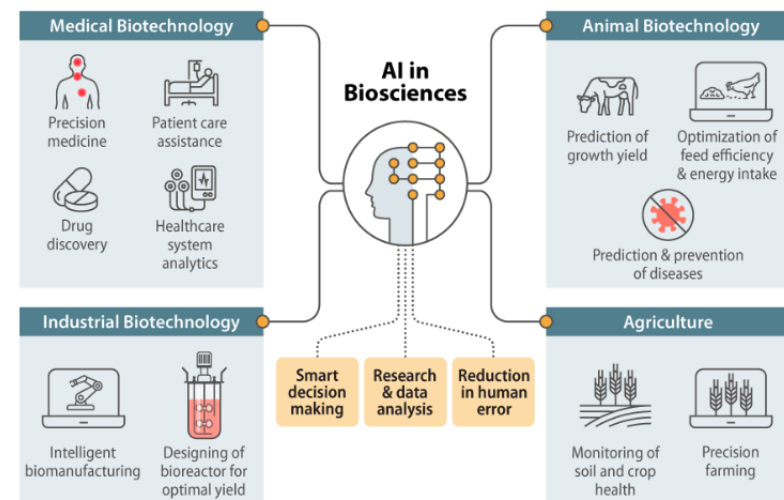 Medical Biotechnology
Precision
medicine
Patient care
assistance
Drug
discovery
Healthcare
system
analytics
AI in
Biosciences
Animal Biotechnology
Prediction of
growth yield
Optimization of
feed efficiency
& energy intake
Prediction & prevention
of diseases
Industrial Biotechnology
Intelligent
biomanufacturing
Designing of
bioreactor for
optimal yield
Smart
decision
making
Research
& data
analysis
Reduction
in human
error
Agriculture
Monitoring of
soil and crop
health
Precision
farming